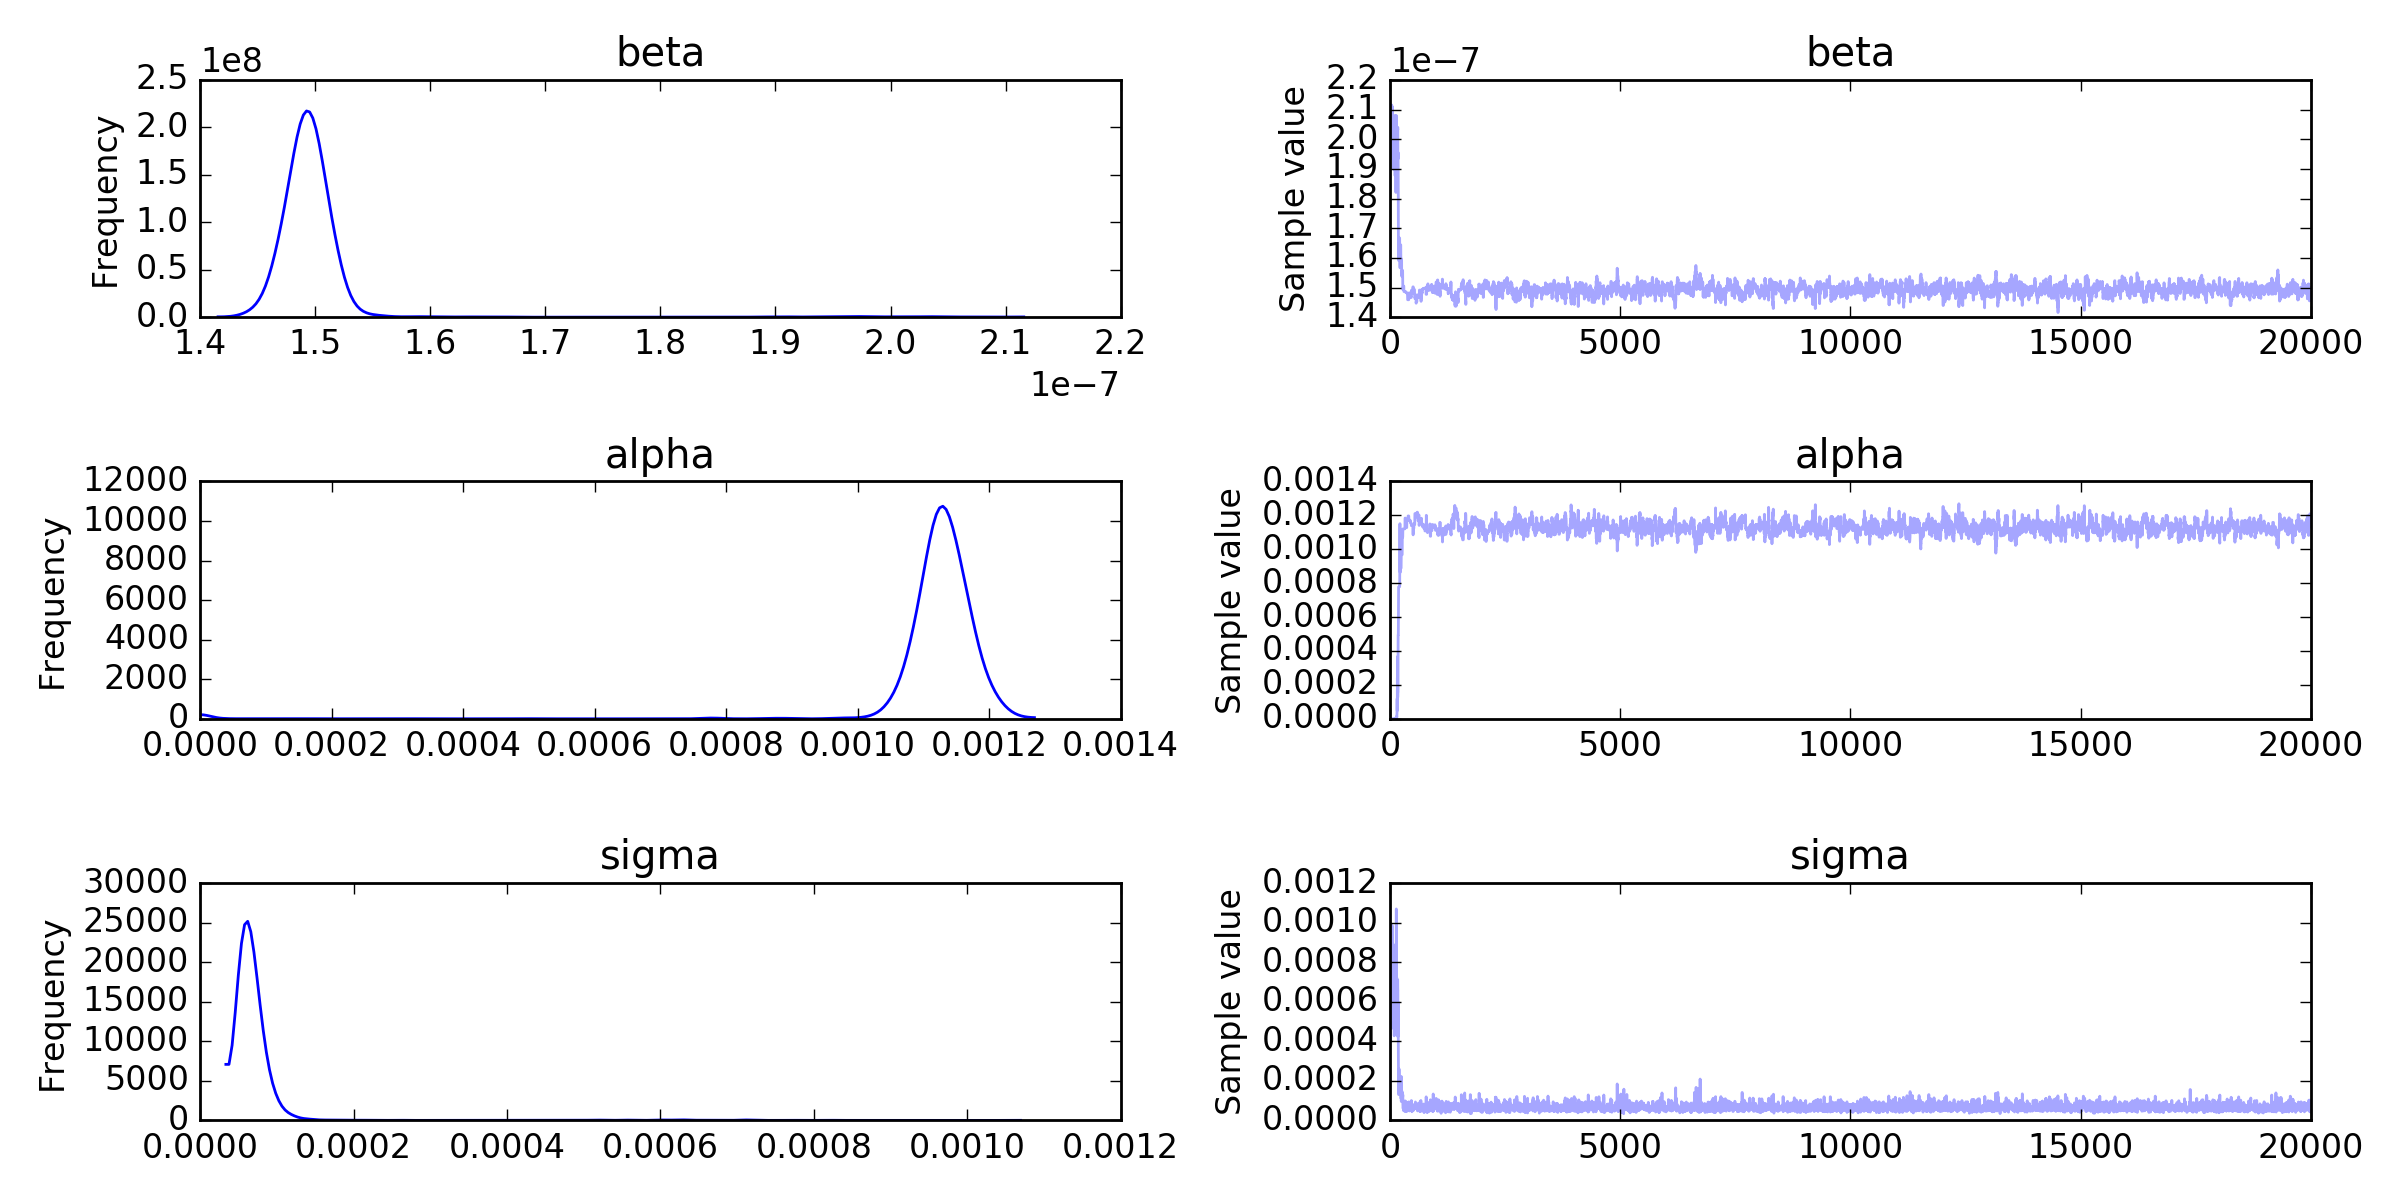 beta
1e8
2.5
2.0
1.5
1.0
0.5
0.0
Frequency
1.4 1.5 1.6 1.7 1.8 1.9 2.0 2.1 2.2
1e−7
beta
1e−7
2.2
2.1
2.0
1.9
1.8
1.7
1.6
1.5
1.4
Sample value
0 5000 10000 15000 20000
alpha
12000
10000
8000
6000
4000
2000
0
Frequency
0.0000 0.0002 0.0004 0.0006 0.0008 0.0010 0.0012 0.0014
alpha
0.0014
0.0012
0.0010
0.0008
0.0006
0.0004
0.0002
0.0000
Sample value
0 5000 10000 15000 20000
sigma
30000
25000
20000
15000
10000
5000
0
Frequency
0.0000 0.0002 0.0004 0.0006 0.0008 0.0010 0.0012
sigma
0.0012
0.0010
0.0008
0.0006
0.0004
0.0002
0.0000
Sample value
0 5000 10000 15000 20000